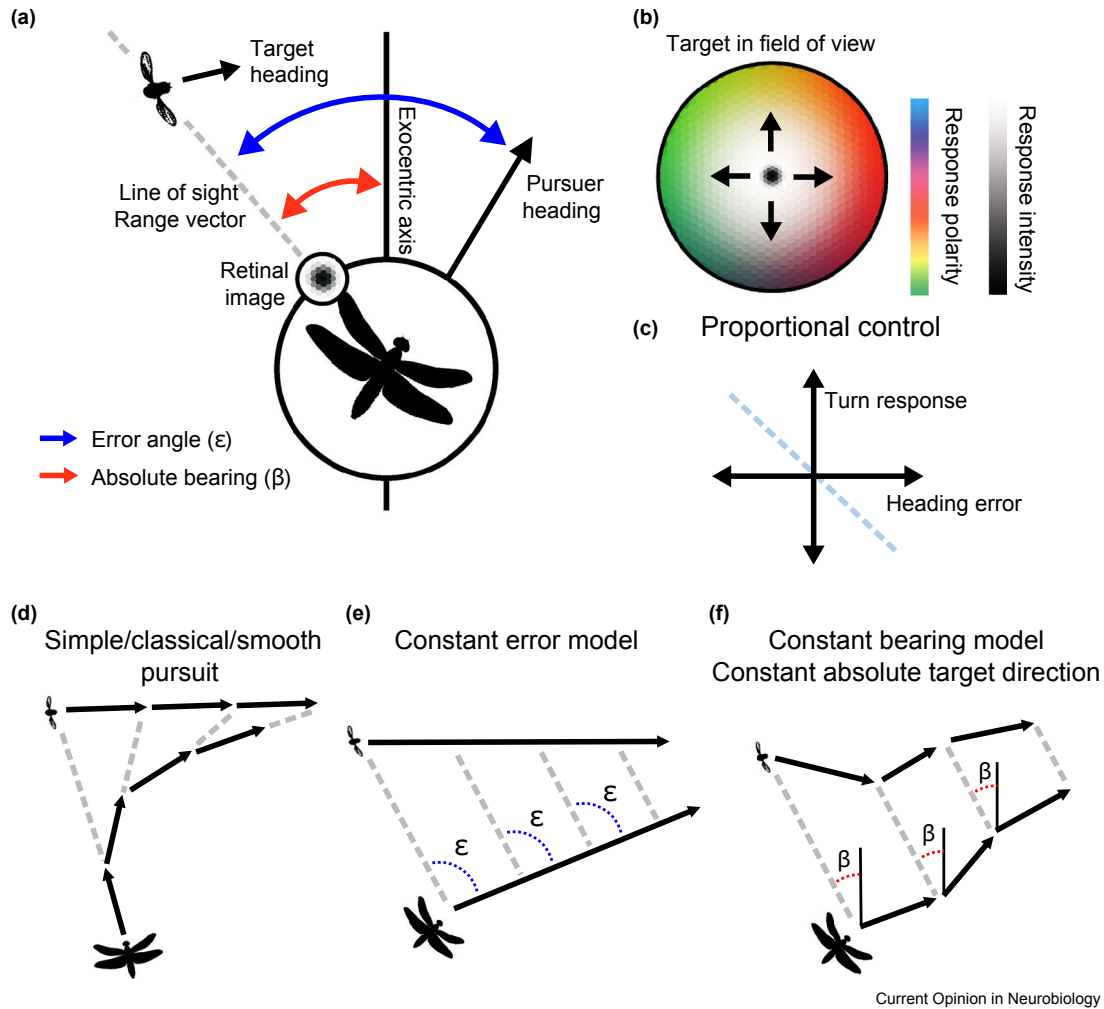 (a)
Target
heading
Exocentric axis
Line of sight
Range vector
Pursuer
heading
Retinal
image
Error angle (ε)
Absolute bearing (β)
(b)
Target in field of view
Response polarity
Response intensity
(c)
Proportional control
Turn response
Heading error
(d)
Simple/classical/smooth
pursuit
(e)
Constant error model
ε
ε
ε
(f)
Constant bearing model
Constant absolute target direction
β
β
β
Current Opinion in Neurobiology